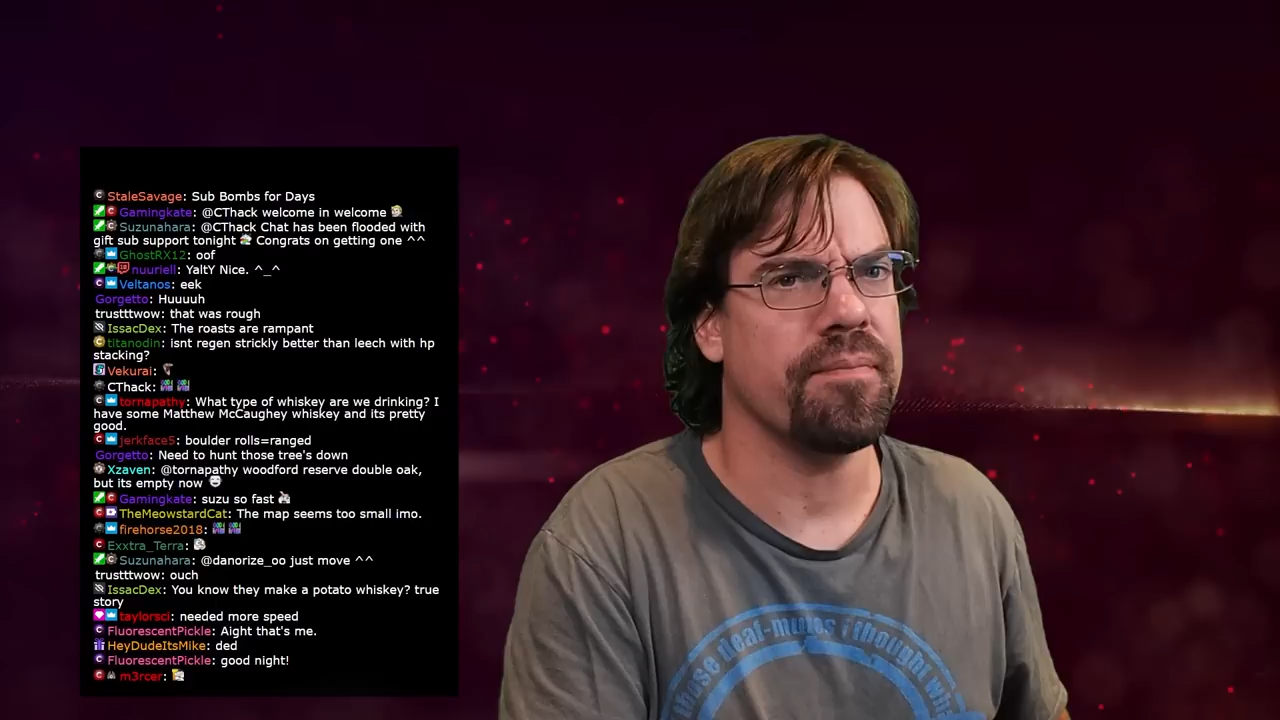 StaleSavage: Sub Bombs for Days
Gamingkate: @CThack welcome in welcome
Suzunahara: @CThack Chat has been flooded with
gift sub support tonight Congrats on getting one ^^
GhostRX12: oof
nuuriell: YaltY Nice. ^_^
Veltanos: eek
Gorgetto: Huuuuh
trustttwow: that was rough
IssacDex: The roasts are rampant
titanodin: isnt regen strickly better than leech with hp
stacking?
Vekurai:
CThack:
tornapathy: What type of whiskey are we drinking? I
have some Matthew McCaughey whiskey and its pretty
good.
jerkface5: boulder rolls=ranged
Gorgetto: Need to hunt those tree's down
Xzaven: @tornapathy woodford reserve double oak,
but its empty now
Gamingkate: suzu so fast
TheMeowstardCat: The map seems too small imo.
firehorse2018:
Exxtra_Terra:
Suzunahara: @danorize_oo just move ^^
trustttwow: ouch
IssacDex: You know they make a potato whiskey? true
story
taylorsci: needed more speed
FluorescentPickle: Aight that's me.
HeyDudeItsMike: ded
FluorescentPickle: good night!
m3rcer:
those deaf-mutes i thought